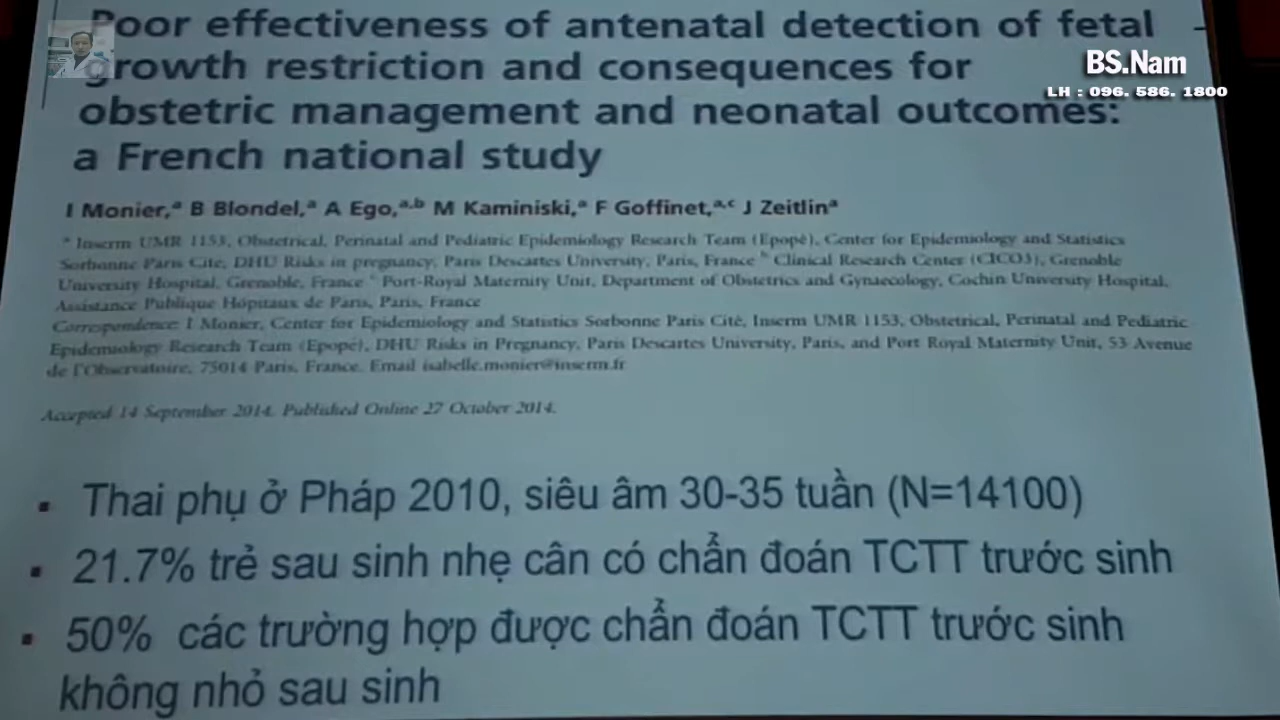 Poor effectiveness of antenatal detection of fetal
growth restriction and consequences for
obstetric management and neonatal outcomes:
a French national study
BS.Nam
LH : 096. 586. 1800
I Monier,ᵃ B Blondel,ᵃ A Ego,ᵃ,ᵇ M Kaminiski,ᵃ F Goffinet,ᵃ,ᶜ J Zeitlinᵃ
ᵃ Inserm UMR 1153, Obstetrical, Perinatal and Pediatric Epidemiology Research Team (Epopé), Center for Epidemiology and Statistics
Sorbonne Paris Cité, DHU Risks in pregnancy, Paris Descartes University, Paris, France ᵇ Clinical Research Center (CICO3), Grenoble
University Hospital, Grenoble, France ᶜ Port-Royal Maternity Unit, Department of Obstetrics and Gynaecology, Cochin University Hospital,
Assistance Publique Hôpitaux de Paris, Paris, France
Correspondence: I Monier, Center for Epidemiology and Statistics Sorbonne Paris Cité, Inserm UMR 1153, Obstetrical, Perinatal and Pediatric
Epidemiology Research Team (Epopé), DHU Risks in Pregnancy, Paris Descartes University, Paris, and Port Royal Maternity Unit, 53 Avenue
de l'Observatoire, 75014 Paris, France. Email isabelle.monier@inserm.fr
Accepted 14 September 2014. Published Online 27 October 2014.
▪ Thai phụ ở Pháp 2010, siêu âm 30-35 tuần (N=14100)
▪ 21.7% trẻ sau sinh nhẹ cân có chẩn đoán TCTT trước sinh
▪ 50% các trường hợp được chẩn đoán TCTT trước sinh
không nhỏ sau sinh